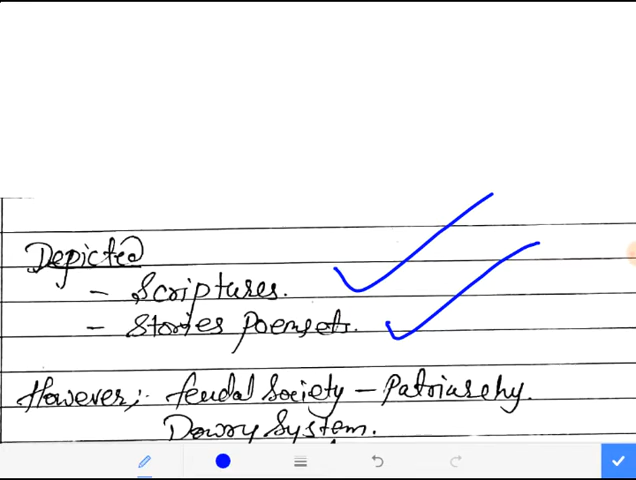 Depicted
- Scriptures.
- Stories Poems etc.
However;- feudal Society - Patriarchy.
Dowry System.